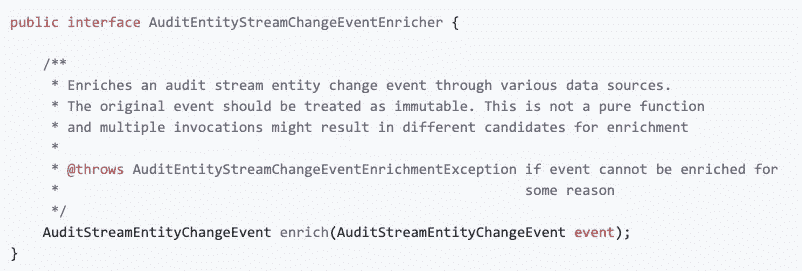 public interface AuditEntityStreamChangeEventEnricher {
/**
* Enriches an audit stream entity change event through various data sources.
* The original event should be treated as immutable. This is not a pure function
* and multiple invocations might result in different candidates for enrichment
*
* @throws AuditEntityStreamChangeEventEnrichmentException if event cannot be enriched for
* some reason
*/
AuditStreamEntityChangeEvent enrich(AuditStreamEntityChangeEvent event);
}